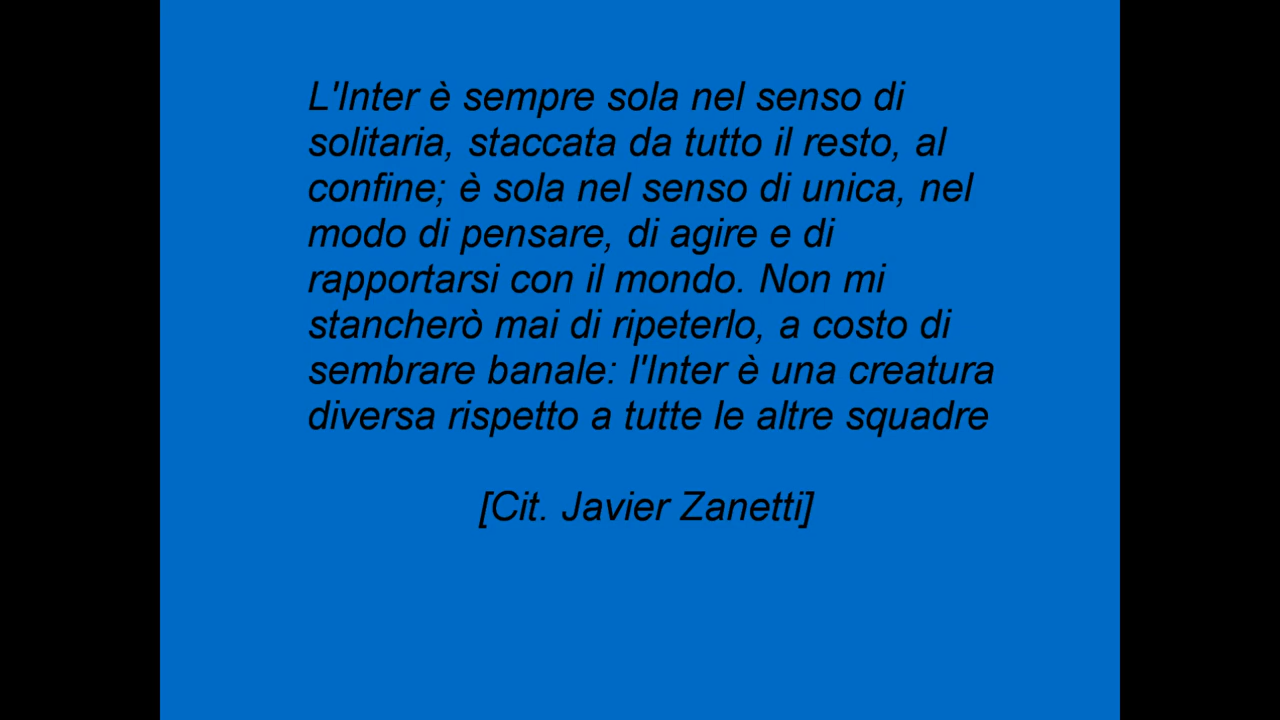 L'Inter è sempre sola nel senso di
solitaria, staccata da tutto il resto, al
confine; è sola nel senso di unica, nel
modo di pensare, di agire e di
rapportarsi con il mondo. Non mi
stancherò mai di ripeterlo, a costo di
sembrare banale: l'Inter è una creatura
diversa rispetto a tutte le altre squadre
[Cit. Javier Zanetti]